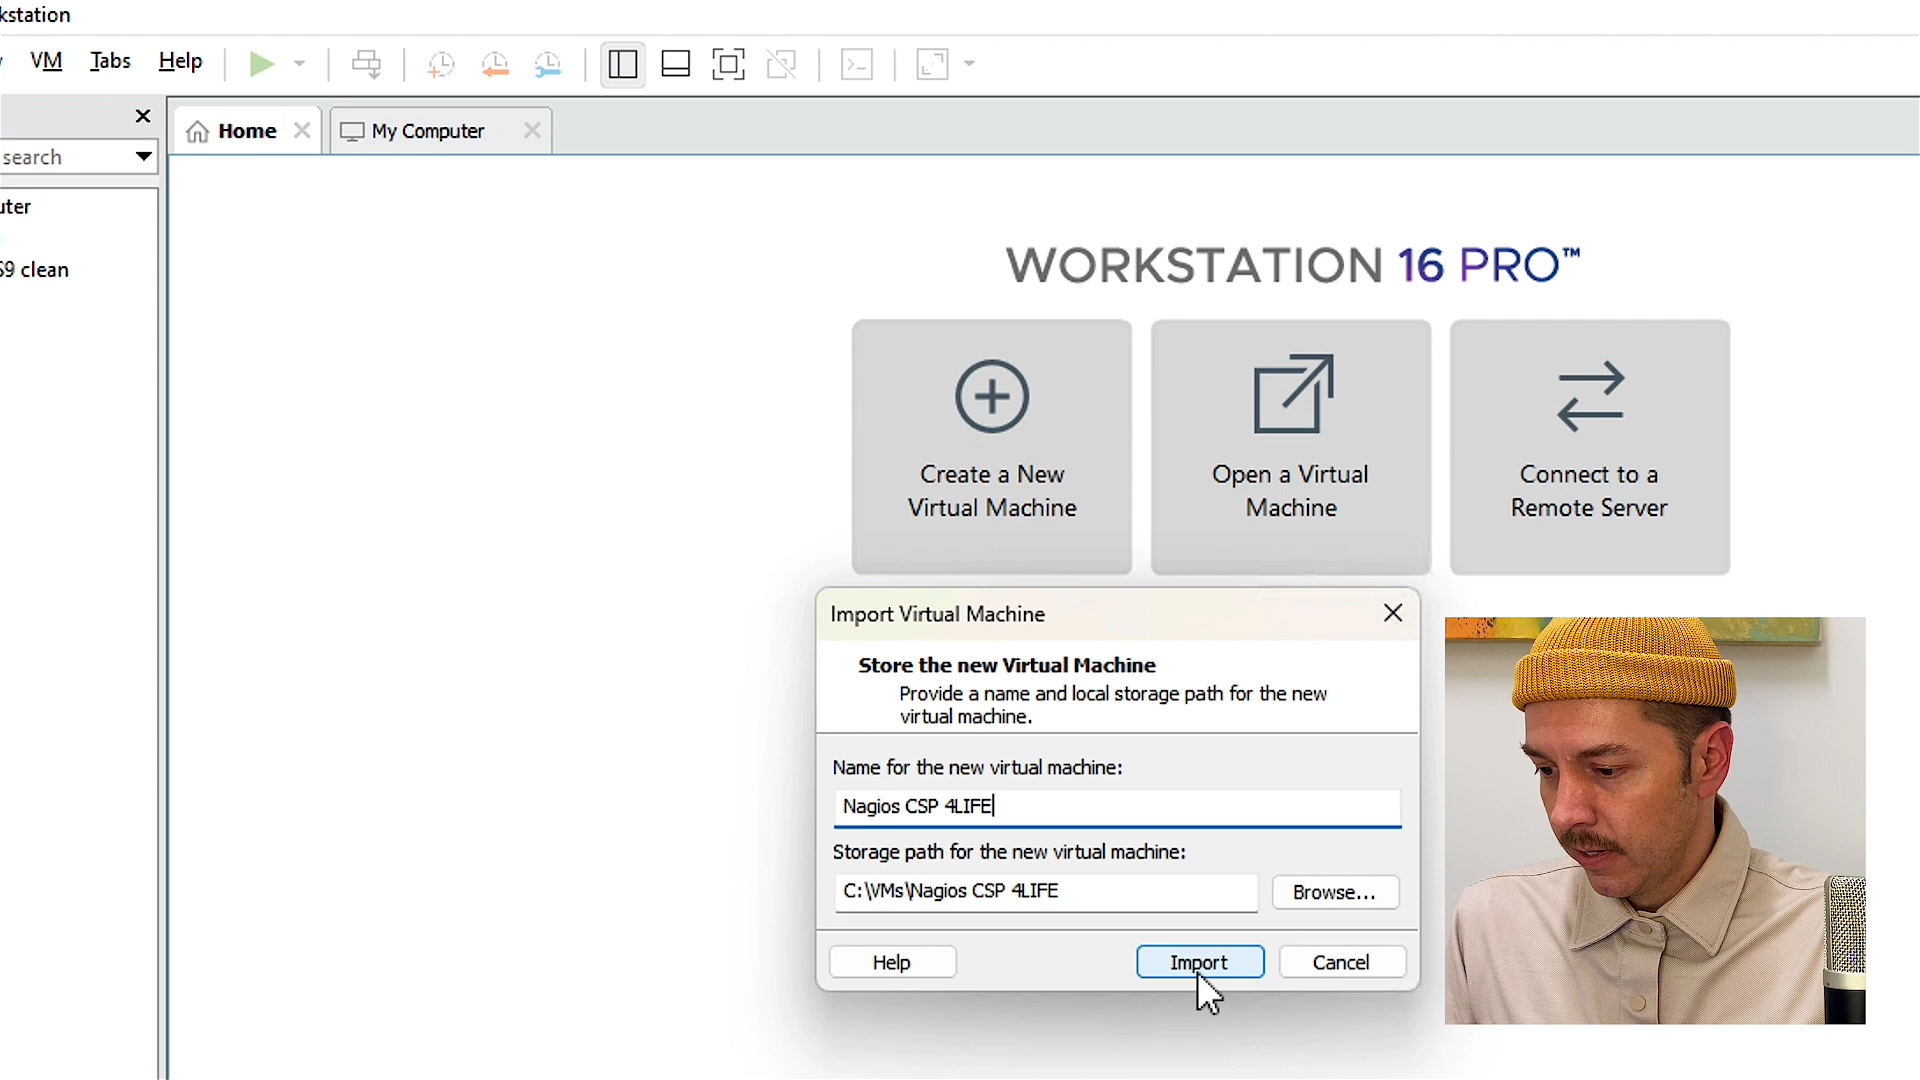 kstation
VM Tabs Help
Home My Computer
search
uter
S9 clean
WORKSTATION 16 PRO™
Create a New
Virtual Machine
Open a Virtual
Machine
Connect to a
Remote Server
Import Virtual Machine
Store the new Virtual Machine
Provide a name and local storage path for the new
virtual machine.
Name for the new virtual machine:
Nagios CSP 4LIFE
Storage path for the new virtual machine:
C:\VMs\Nagios CSP 4LIFE
Browse...
Help Import Cancel